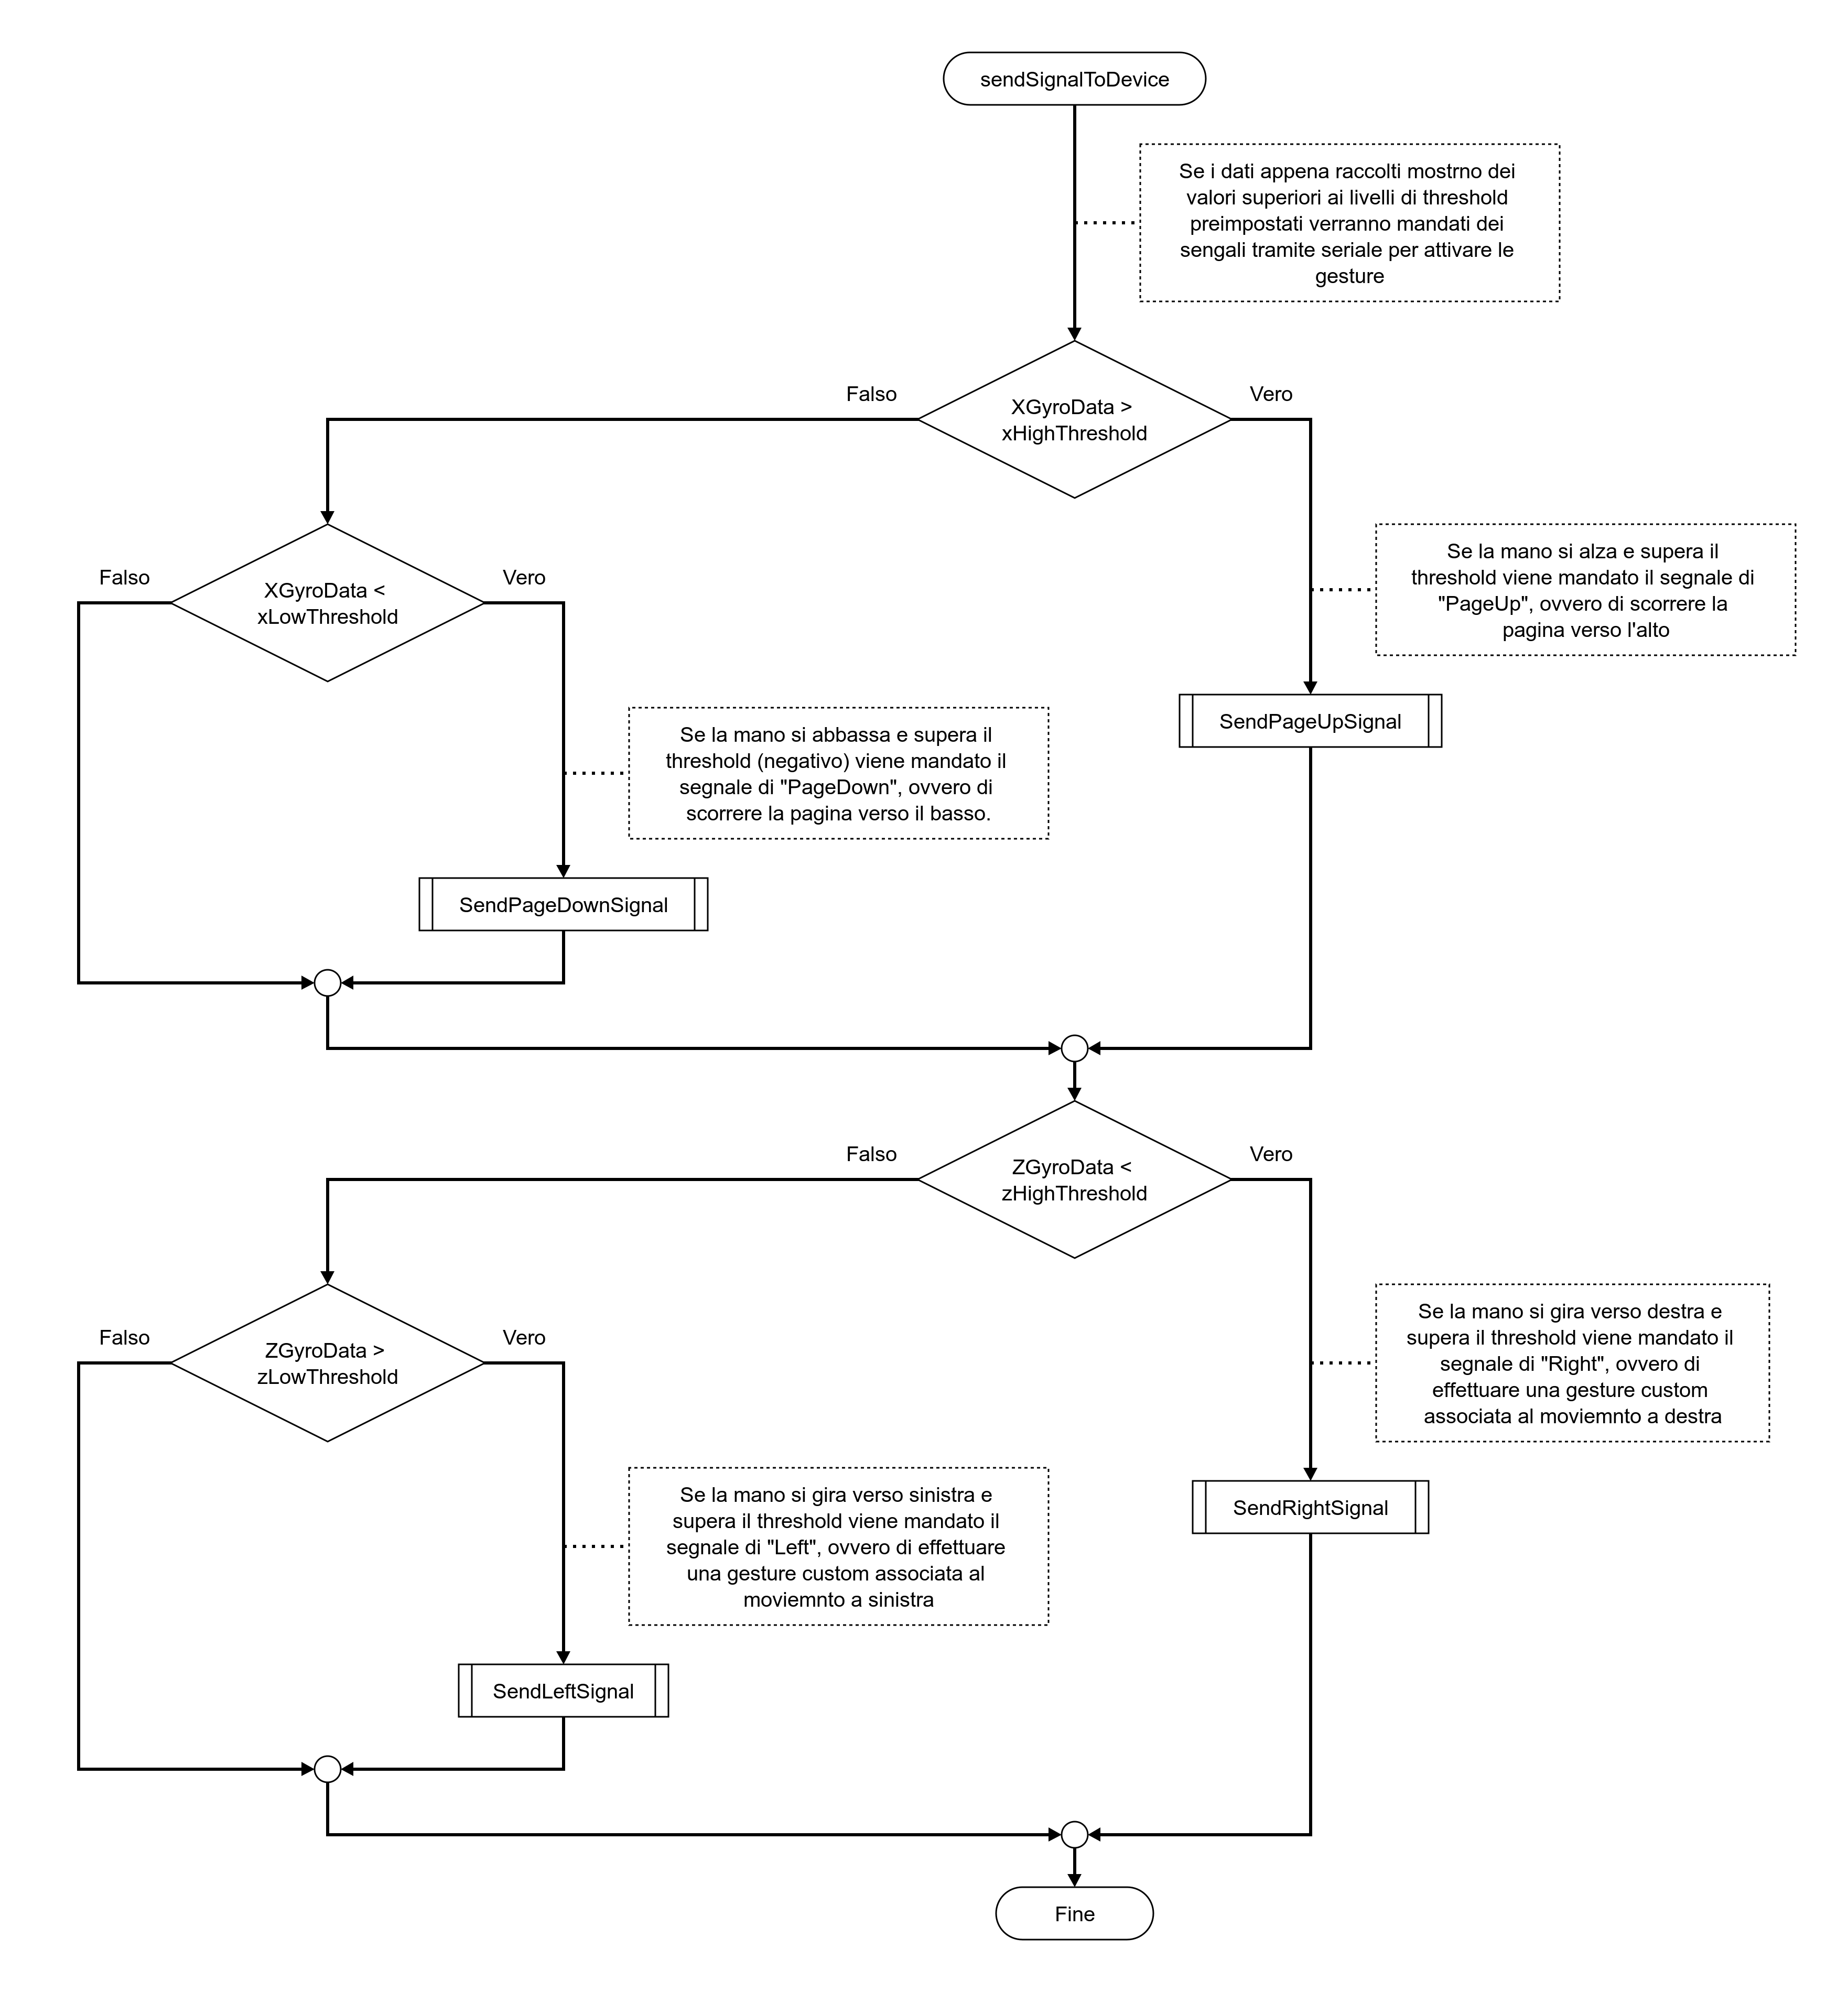 sendSignalToDevice
Se i dati appena raccolti mostrno dei
valori superiori ai livelli di threshold
preimpostati verranno mandati dei
sengali tramite seriale per attivare le
gesture
Falso
Vero
XGyroData >
xHighThreshold
Falso
Vero
XGyroData <
xLowThreshold
Se la mano si alza e supera il
threshold viene mandato il segnale di
"PageUp", ovvero di scorrere la
pagina verso l'alto
SendPageUpSignal
Se la mano si abbassa e supera il
threshold (negativo) viene mandato il
segnale di "PageDown", ovvero di
scorrere la pagina verso il basso.
SendPageDownSignal
Falso
Vero
ZGyroData <
zHighThreshold
Falso
Vero
ZGyroData >
zLowThreshold
Se la mano si gira verso destra e
supera il threshold viene mandato il
segnale di "Right", ovvero di
effettuare una gesture custom
associata al moviemnto a destra
SendRightSignal
Se la mano si gira verso sinistra e
supera il threshold viene mandato il
segnale di "Left", ovvero di effettuare
una gesture custom associata al
moviemnto a sinistra
SendLeftSignal
Fine